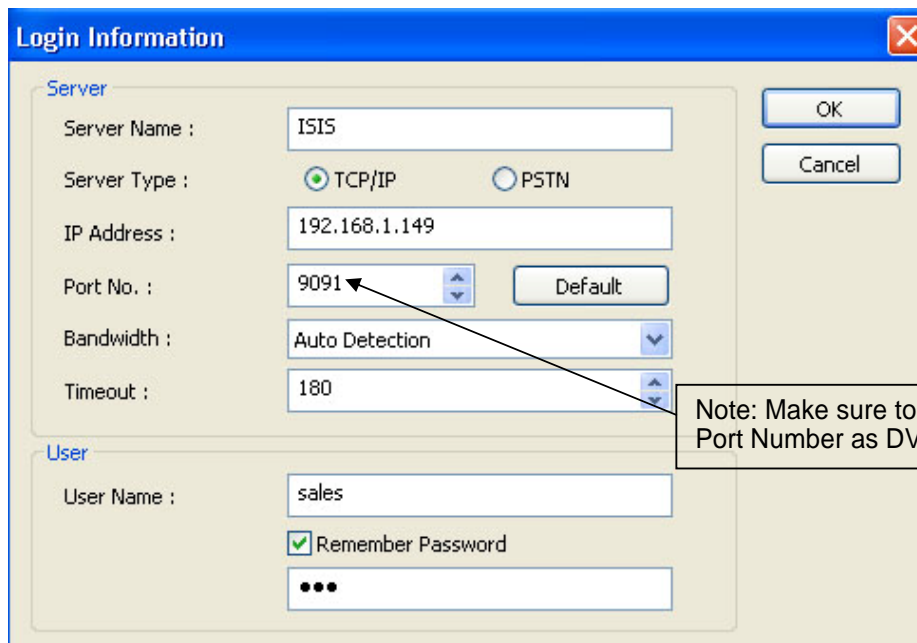 Login Information
Server
Server Name :
ISIS
Server Type :
TCP/IP
PSTN
IP Address :
192.168.1.149
Port No. :
9091
Default
Bandwidth :
Auto Detection
Timeout :
180
Note: Make sure to
Port Number as DV
User
User Name :
sales
Remember Password
•••
OK
Cancel